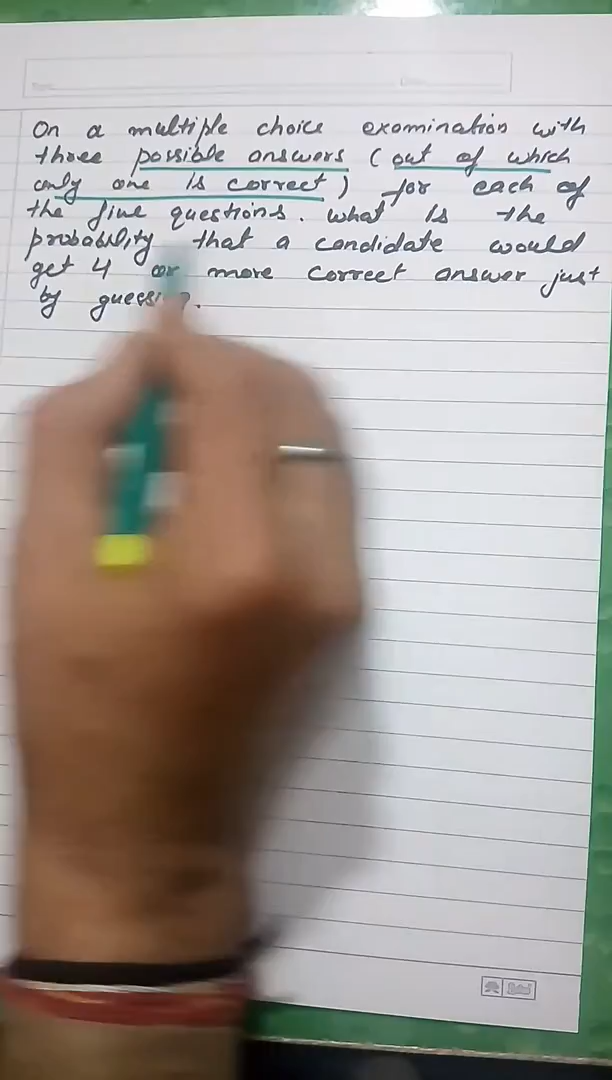 On a multiple choice examination with
three possible answers (out of which
only one is correct) for each of
the five questions. What is the
probability that a candidate would
get 4 or more correct answer just
by